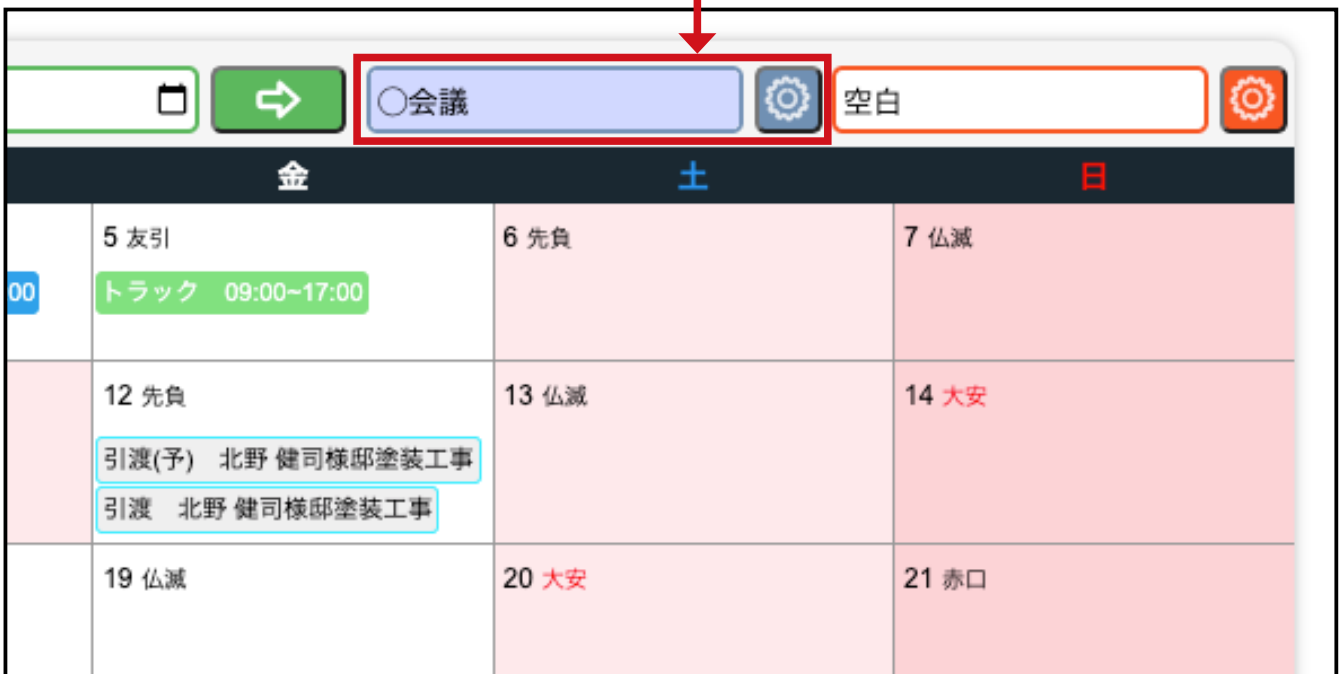 ○会議
空白
金 土 日
5 友引 6 先負 7 仏滅
00 トラック 09:00~17:00
12 先負 13 仏滅 14 大安
引渡(予) 北野 健司様邸塗装工事
引渡 北野 健司様邸塗装工事
19 仏滅 20 大安 21 赤口